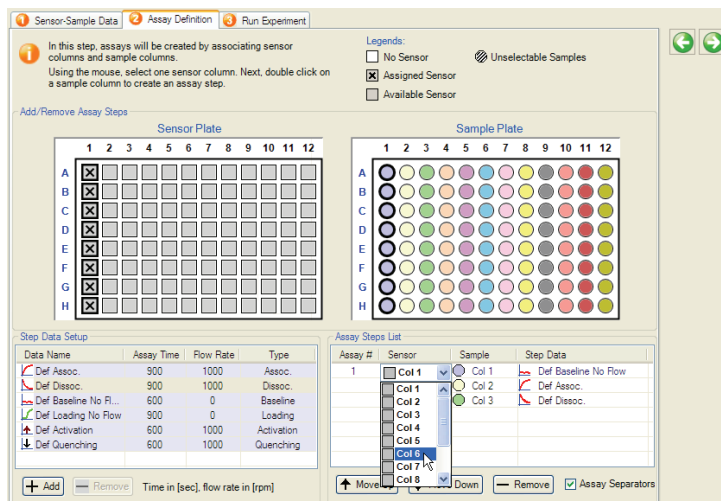 1 Sensor-Sample Data 2 Assay Definition 3 Run Experiment
In this step, assays will be created by associating sensor
columns and sample columns.
Using the mouse, select one sensor column. Next, double click on
a sample column to create an assay step.
Legends:
No Sensor Unselectable Samples
Assigned Sensor
Available Sensor
Add/Remove Assay Steps
Sensor Plate
1 2 3 4 5 6 7 8 9 10 11 12
A
B
C
D
E
F
G
H
Sample Plate
1 2 3 4 5 6 7 8 9 10 11 12
A
B
C
D
E
F
G
H
Step Data Setup
Data Name Assay Time Flow Rate Type
Def Assoc. 900 1000 Assoc.
Def Dissoc. 900 1000 Dissoc.
Def Baseline No Fl... 600 0 Baseline
Def Loading No Flow 900 0 Loading
Def Activation 600 1000 Activation
Def Quenching 600 1000 Quenching
Add Remove Time in [sec], flow rate in [rpm]
Assay Steps List
Assay # Sensor Sample Step Data
1 Col 1 Col 1 Def Baseline No Flow
Col 2 Def Assoc.
Col 3 Def Dissoc.
Col 1
Col 2
Col 3
Col 4
Col 5
Col 6
Col 7
Col 8
Move Down Remove Assay Separators